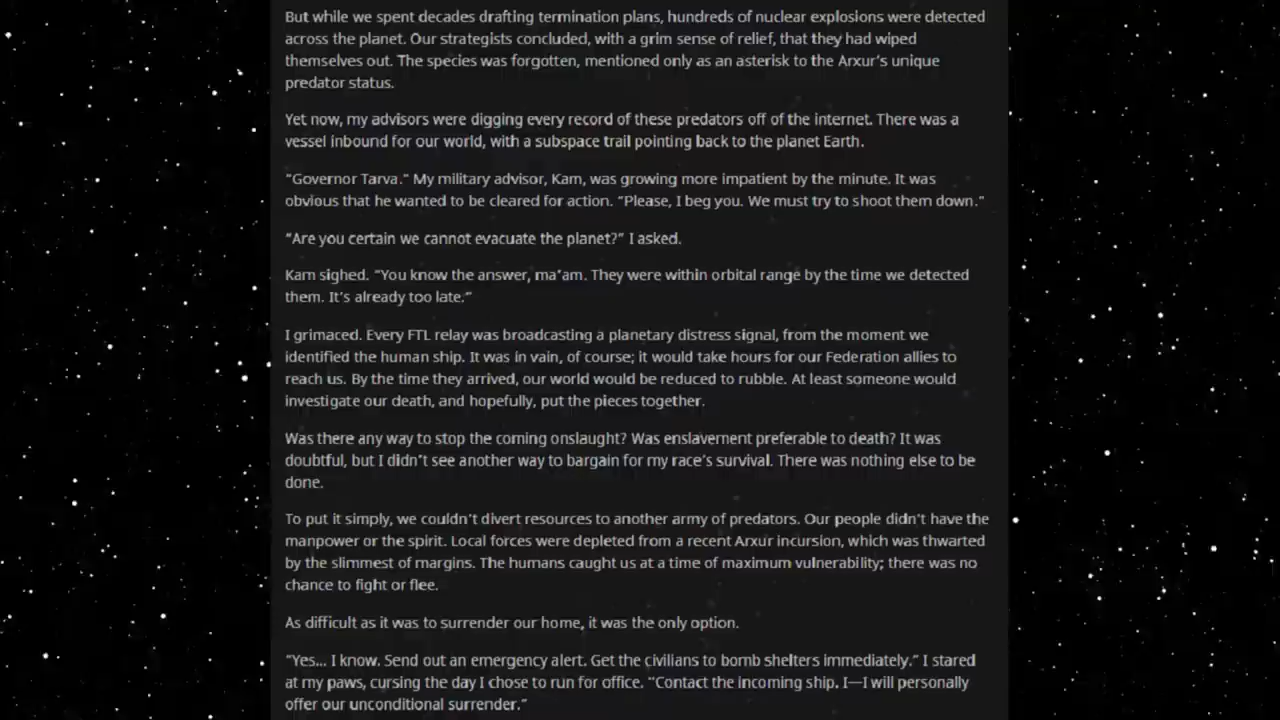 But while we spent decades drafting termination plans, hundreds of nuclear explosions were detected
across the planet. Our strategists concluded, with a grim sense of relief, that they had wiped
themselves out. The species was forgotten, mentioned only as an asterisk to the Arxur's unique
predator status.
Yet now, my advisors were digging every record of these predators off of the internet. There was a
vessel inbound for our world, with a subspace trail pointing back to the planet Earth.
“Governor Tarva.” My military advisor, Kam, was growing more impatient by the minute. It was
obvious that he wanted to be cleared for action. “Please, I beg you. We must try to shoot them down.”
“Are you certain we cannot evacuate the planet?” I asked.
Kam sighed. “You know the answer, ma'am. They were within orbital range by the time we detected
them. It's already too late.”
I grimaced. Every FTL relay was broadcasting a planetary distress signal, from the moment we
identified the human ship. It was in vain, of course; it would take hours for our Federation allies to
reach us. By the time they arrived, our world would be reduced to rubble. At least someone would
investigate our death, and hopefully, put the pieces together.
Was there any way to stop the coming onslaught? Was enslavement preferable to death? It was
doubtful, but I didn't see another way to bargain for my race's survival. There was nothing else to be
done.
To put it simply, we couldn't divert resources to another army of predators. Our people didn't have the
manpower or the spirit. Local forces were depleted from a recent Arxur incursion, which was thwarted
by the slimmest of margins. The humans caught us at a time of maximum vulnerability; there was no
chance to fight or flee.
As difficult as it was to surrender our home, it was the only option.
“Yes... I know. Send out an emergency alert. Get the civilians to bomb shelters immediately.” I stared
at my paws, cursing the day I chose to run for office. “Contact the incoming ship. I—I will personally
offer our unconditional surrender.”